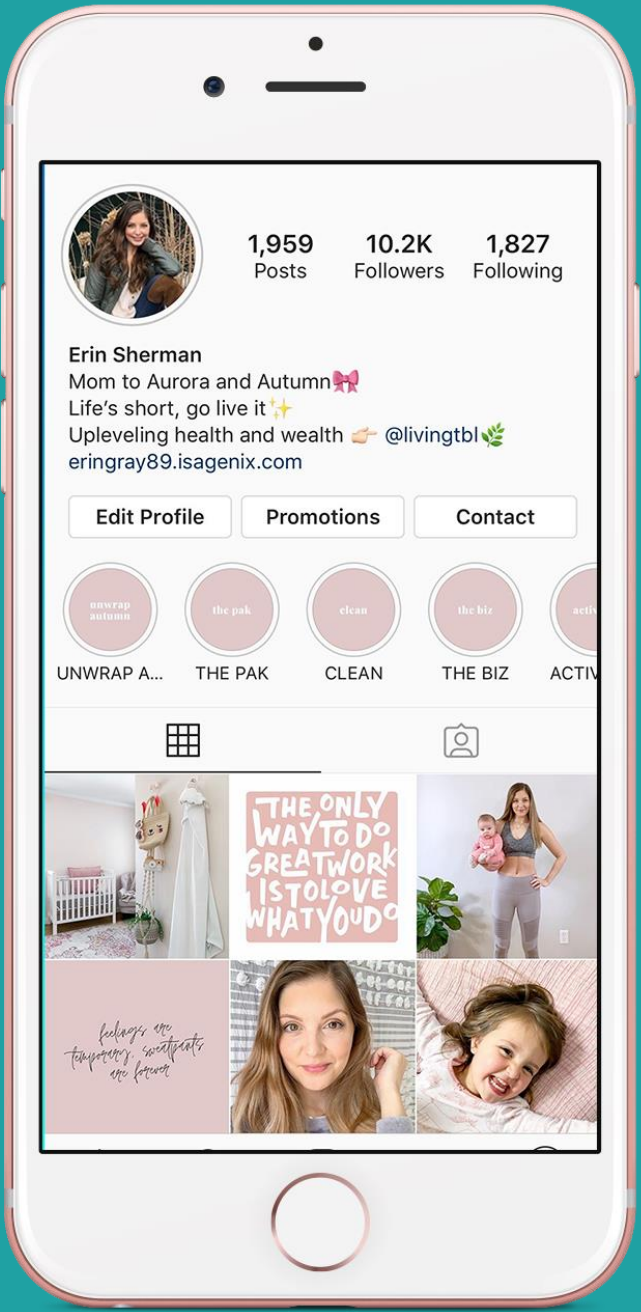 1,959
Posts
10.2K
Followers
1,827
Following
Erin Sherman
Mom to Aurora and Autumn🎀
Life's short, go live it✨
Upleveling health and wealth 👉🏻 @livingtbl🌿
eringray89.isagenix.com
Edit Profile
Promotions
Contact
unwrap
autumn
the pak
clean
the biz
activ
UNWRAP A...
THE PAK
CLEAN
THE BIZ
ACTIV
THE ONLY
WAY TO DO
GREAT WORK
IS TO LOVE
WHAT YOU DO
feelings are
temporary. sweatpants
are forever